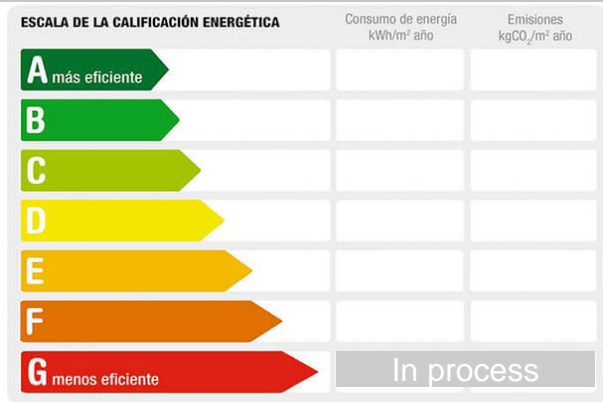 ESCALA DE LA CALIFICACIÓN ENERGÉTICA
Consumo de energía
kWh/m² año
Emisiones
kgCO₂/m² año
A más eficiente
B
C
D
E
F
G menos eficiente
In process